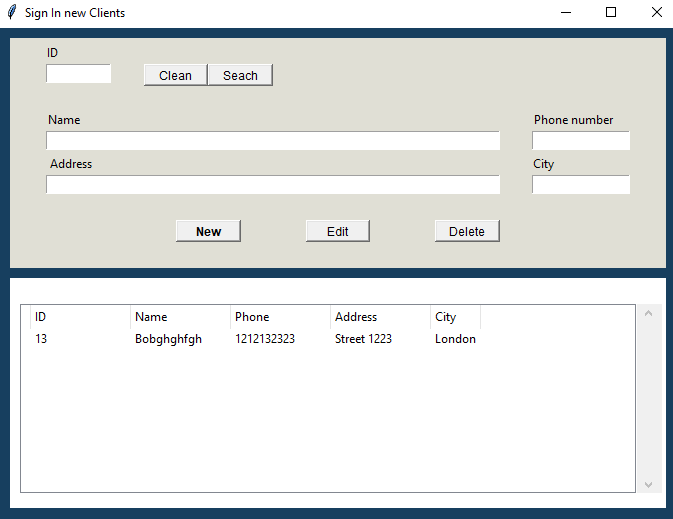 Sign In new Clients
ID
Clean Seach
Name Phone number
Address City
New Edit Delete
ID Name Phone Address City
13 Bobghghfgh 1212132323 Street 1223 London